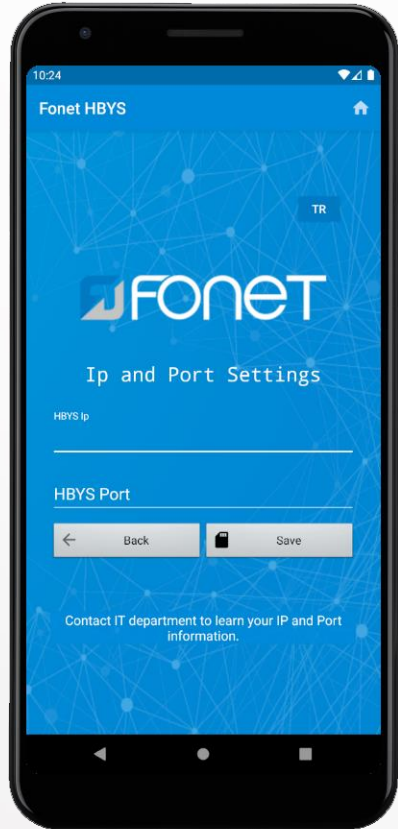 10:24
Fonet HBYS
TR
FONET
Ip and Port Settings
HBYS Ip
HBYS Port
Back
Save
Contact IT department to learn your IP and Port
information.